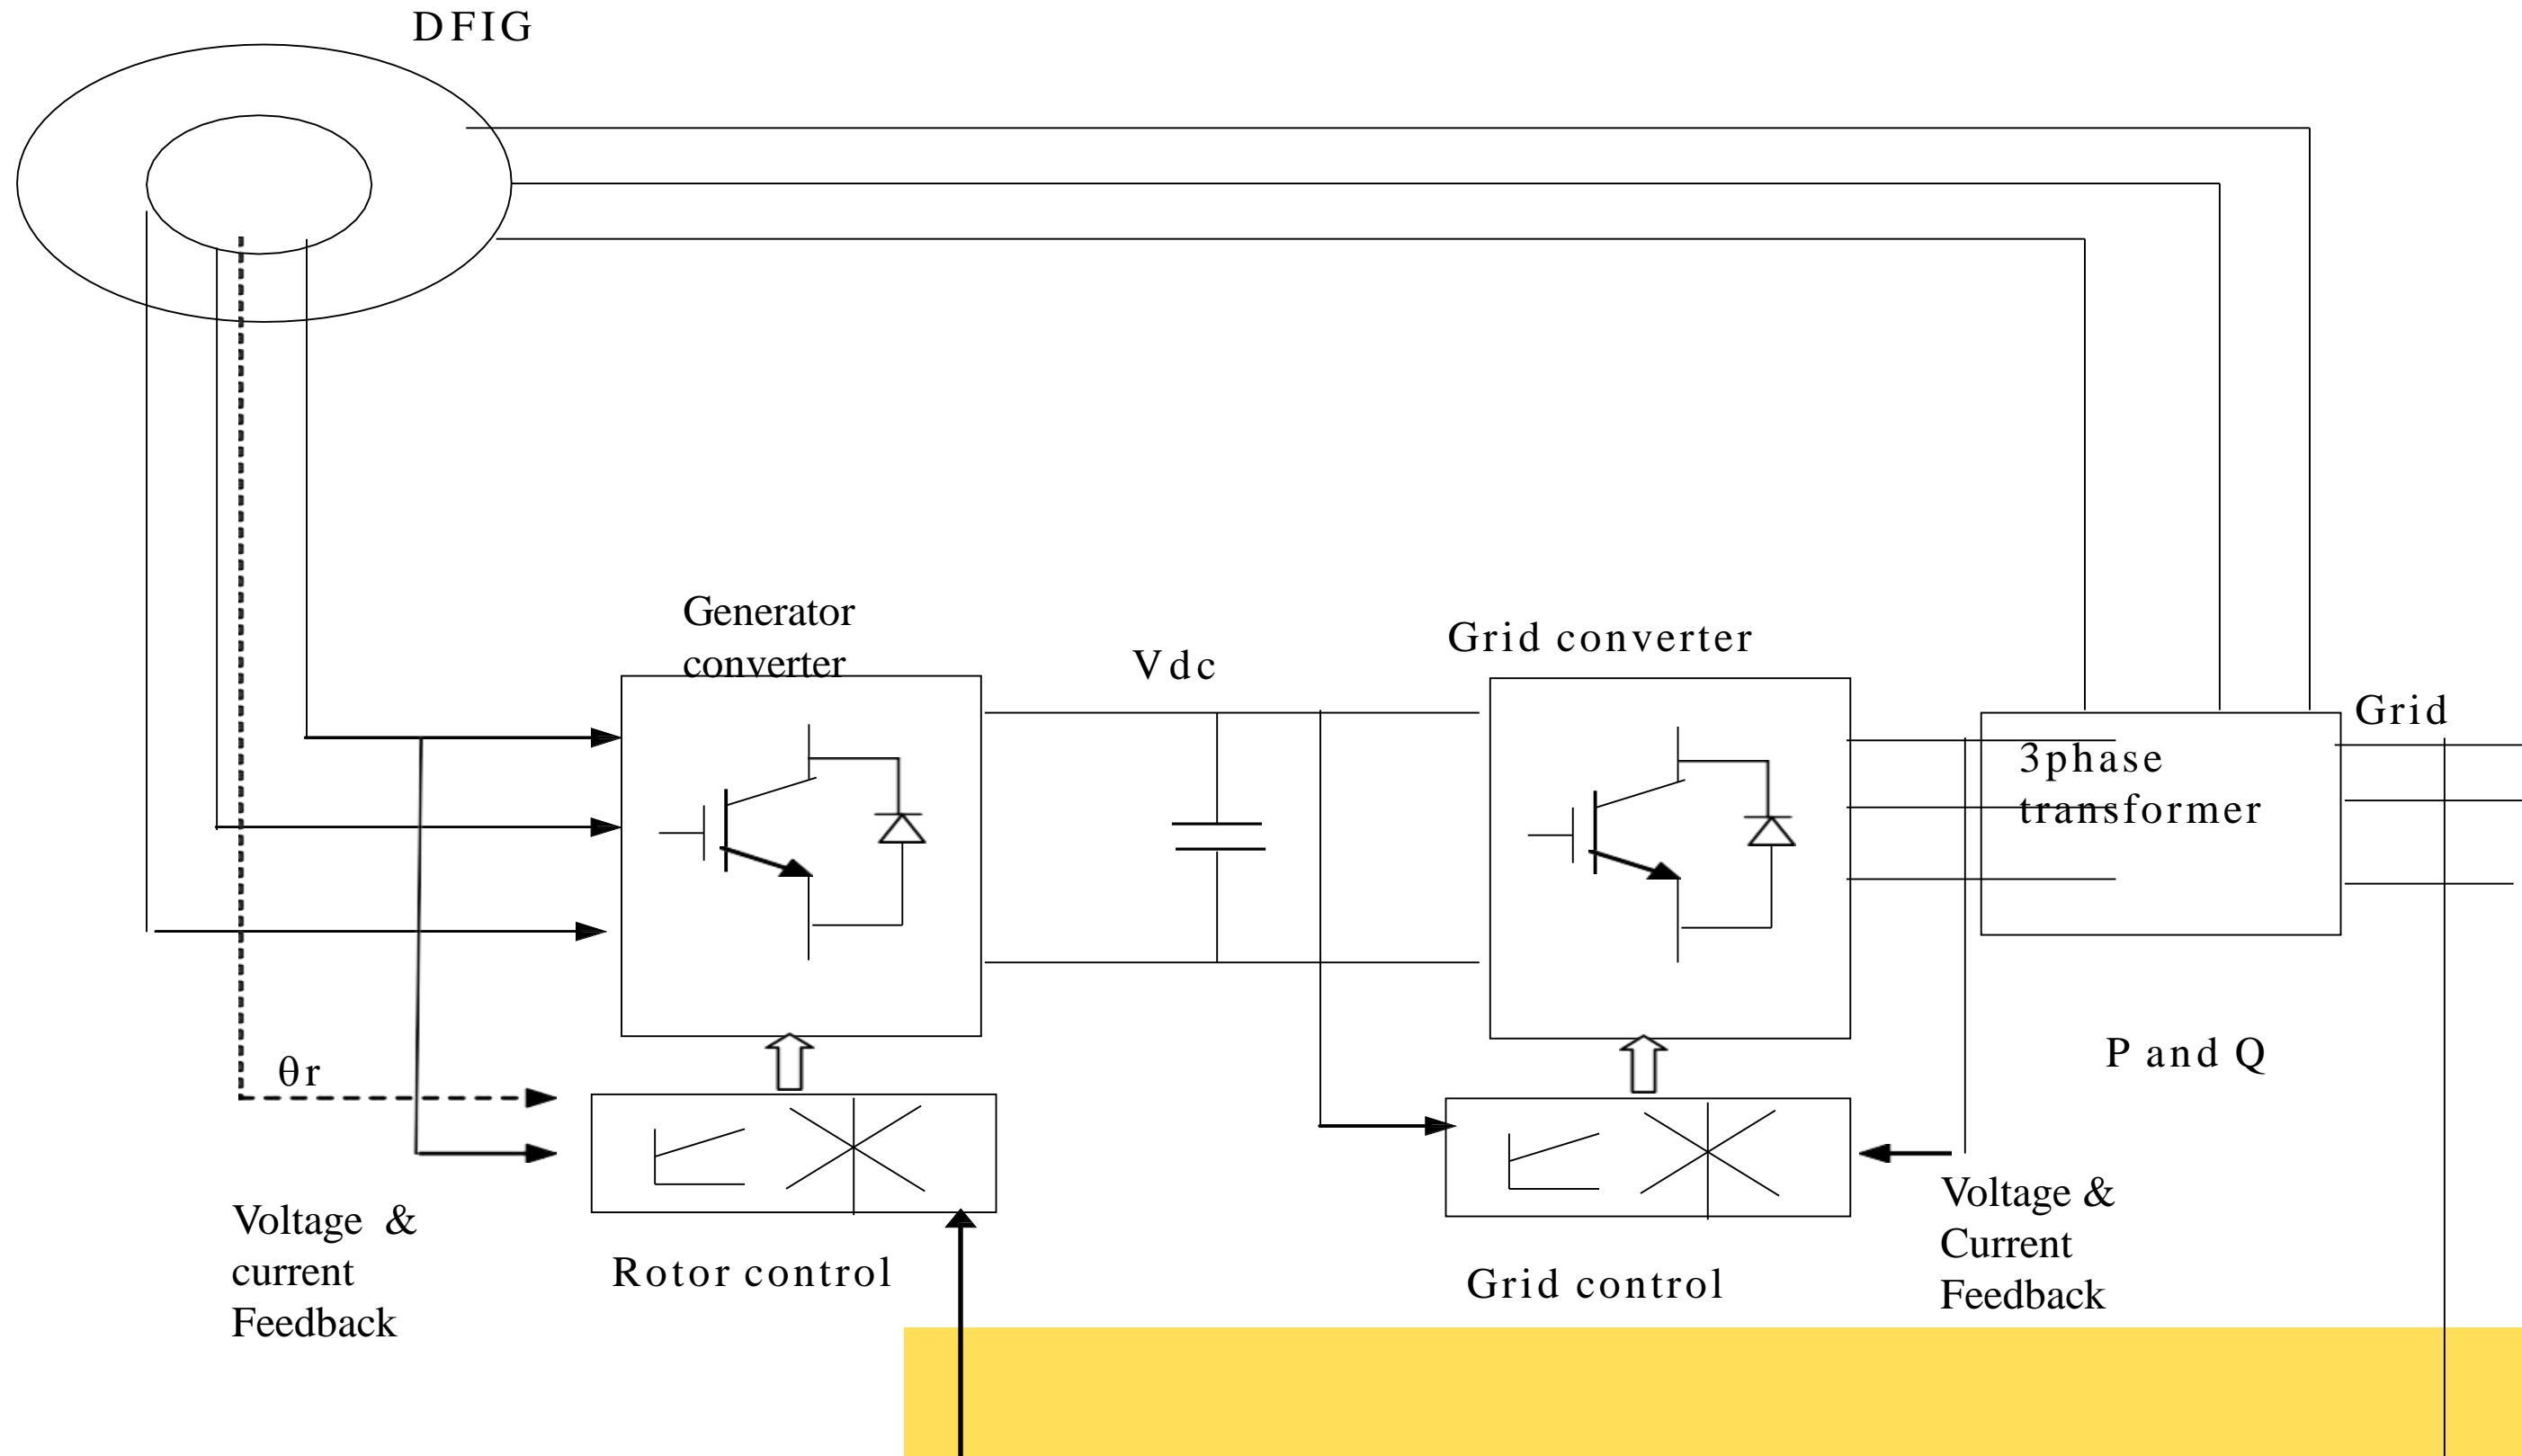 DFIG
Generator
converter
Grid converter
Vdc
Grid
3phase
transformer
P and Q
θr
Voltage &
current
Feedback
Rotor control
Grid control
Voltage &
Current
Feedback